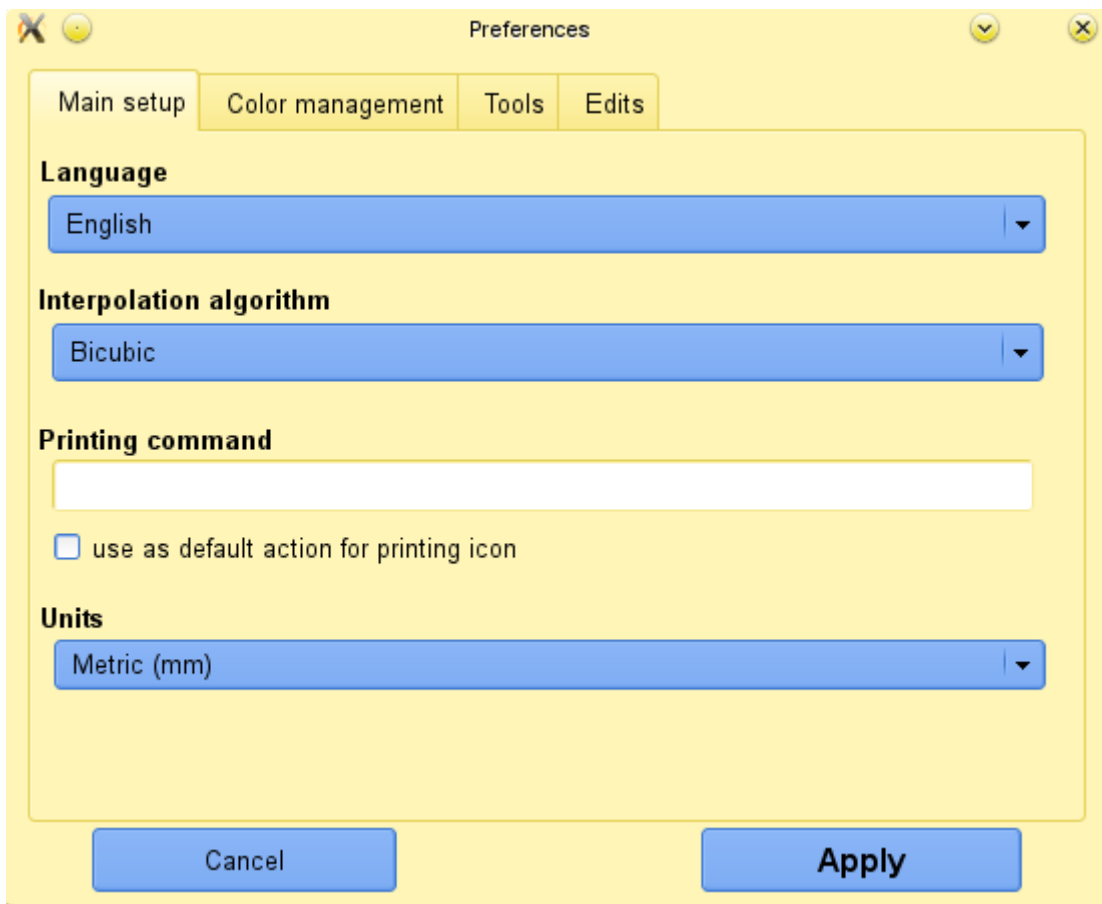 Preferences
Main setup
Color management
Tools
Edits
Language
English
Interpolation algorithm
Bicubic
Printing command
use as default action for printing icon
Units
Metric (mm)
Cancel
Apply